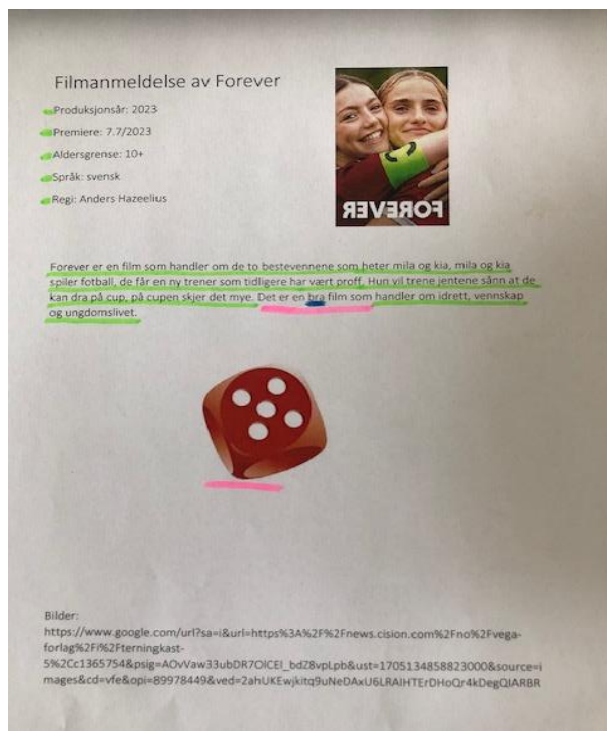 Filmanmeldelse av Forever
Produksjonsår: 2023
Premiere: 7.7/2023
Aldersgrense: 10+
Språk: svensk
Regi: Anders Hazeelius
FOREVER
Forever er en film som handler om de to bestevennene som heter mila og kia, mila og kia
spiler fotball, de får en ny trener som tidligere har vært proff. Hun vil trene jentene sånn at de
kan dra på cup, på cupen skjer det mye. Det er en bra film som handler om idrett, vennskap
og ungdomslivet.
Bilder:
https://www.google.com/url?sa=i&url=https%3A%2F%2Fnews.cision.com%2Fno%2Fvega-
forlag%2Fi%2Fterningkast-
5%2Cc1365754&psig=AOvVaw33ubDR7OlCEl_bdZ8vpLpb&ust=1705134858823000&source=i
mages&cd=vfe&opi=89978449&ved=2ahUKEwjkitq9uNeDAxU6LRAIHTErDHoQr4kDegQIARBR